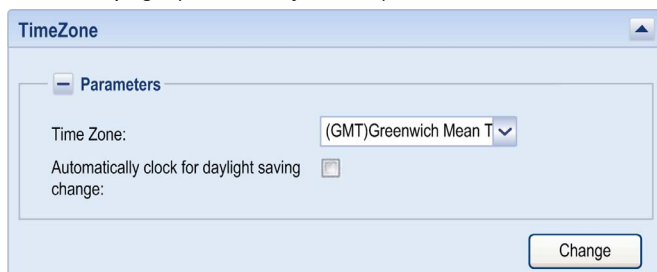 TimeZone
Parameters
Time Zone:
(GMT)Greenwich Mean T
Automatically clock for daylight saving
change:
Change